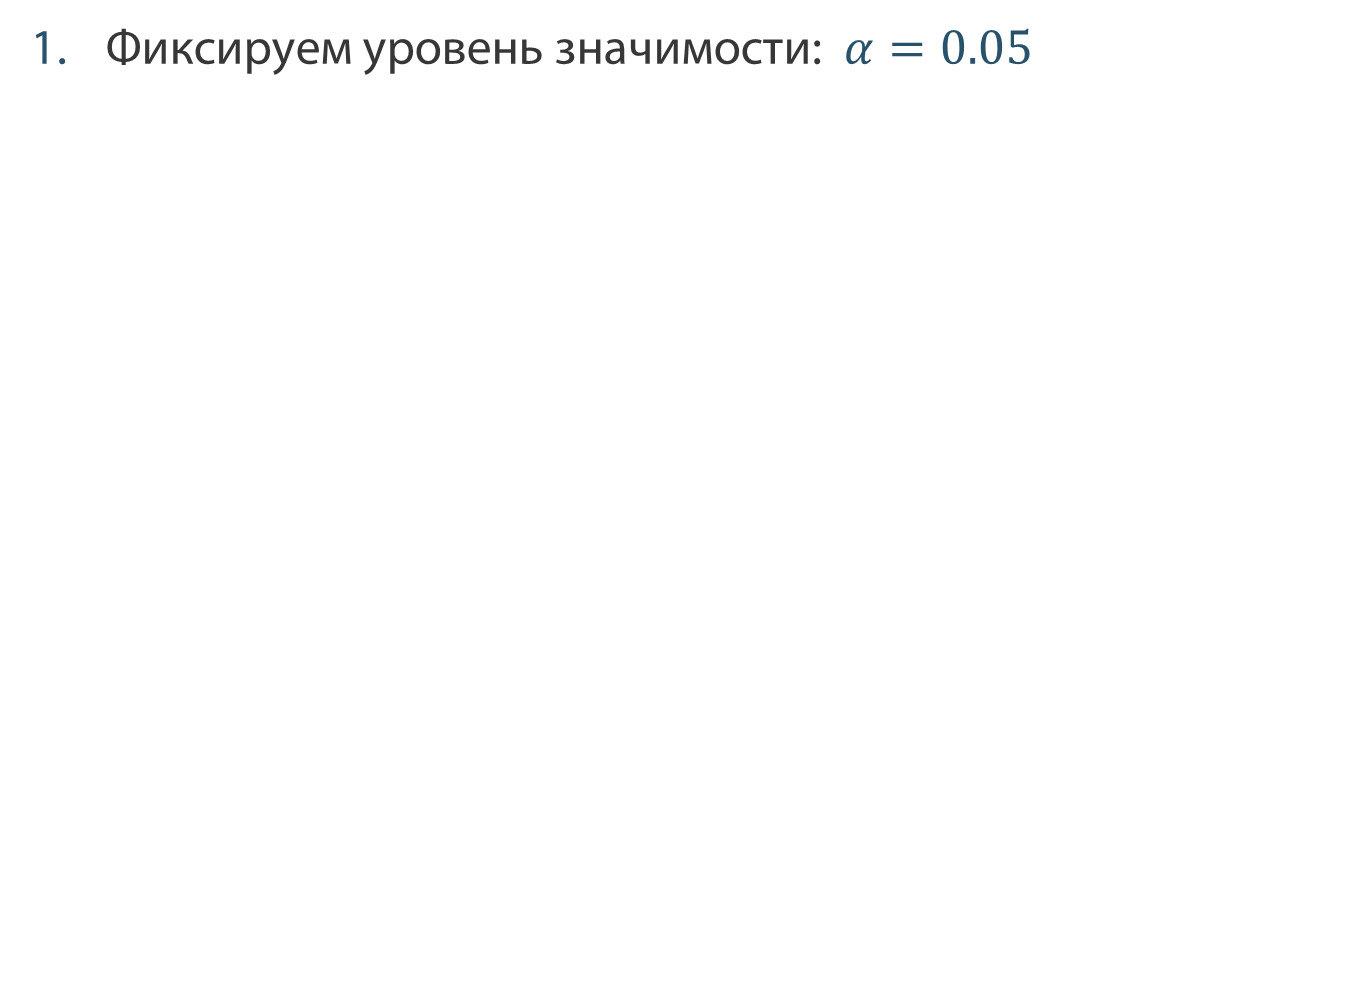 1. Фиксируем уровень значимости: α = 0.05